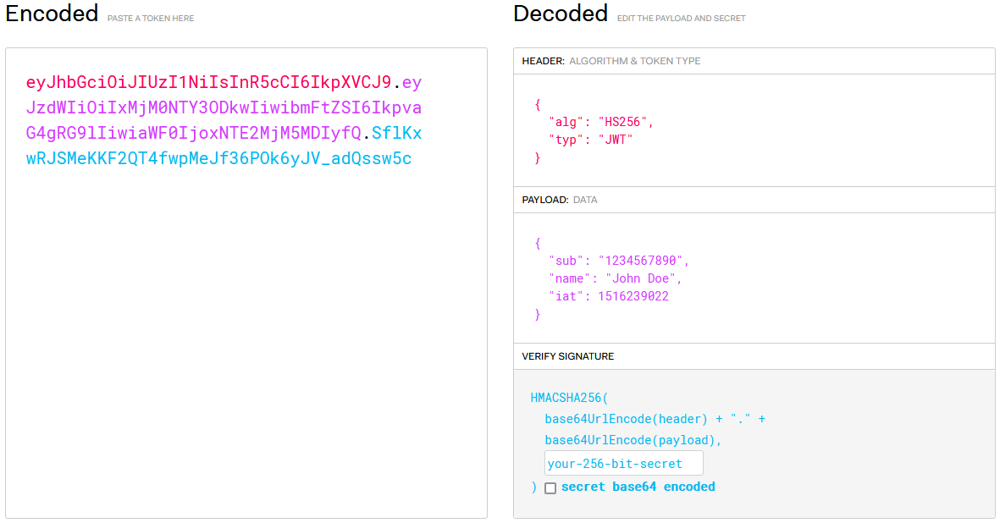 Encoded PASTE A TOKEN HERE
eyJhbGciOiJIUzI1NiIsInR5cCI6IkpXVCJ9.ey
JzdWIiOiIxMjM0NTY3ODkwIiwibmFtZSI6Ikpva
G4gRG9lIiwiaWF0IjoxNTE2MjM5MDIyfQ.SflKx
wRJSMeKKF2QT4fwpMeJf36POk6yJV_adQssw5c
Decoded EDIT THE PAYLOAD AND SECRET
HEADER: ALGORITHM & TOKEN TYPE
{
  "alg": "HS256",
  "typ": "JWT"
}
PAYLOAD: DATA
{
  "sub": "1234567890",
  "name": "John Doe",
  "iat": 1516239022
}
VERIFY SIGNATURE
HMACSHA256(
  base64UrlEncode(header) + "." +
  base64UrlEncode(payload),
  your-256-bit-secret
) secret base64 encoded